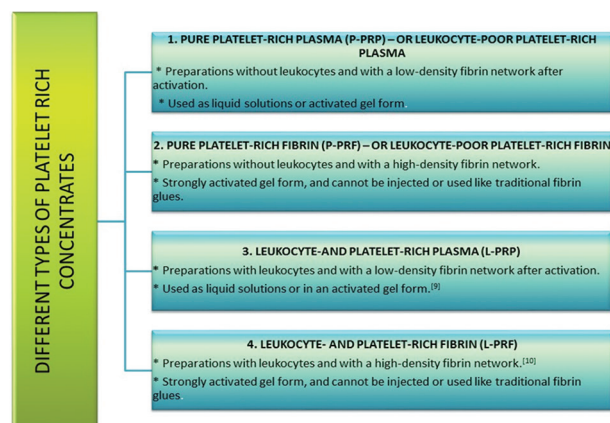 DIFFERENT TYPES OF PLATELET RICH
CONCENTRATES
1. PURE PLATELET-RICH PLASMA (P-PRP) – OR LEUKOCYTE-POOR PLATELET-RICH
PLASMA
* Preparations without leukocytes and with a low-density fibrin network after
activation.
* Used as liquid solutions or activated gel form.
2. PURE PLATELET-RICH FIBRIN (P-PRF) – OR LEUKOCYTE-POOR PLATELET-RICH FIBRIN
* Preparations without leukocytes and with a high-density fibrin network.
* Strongly activated gel form, and cannot be injected or used like traditional fibrin
glues.
3. LEUKOCYTE-AND PLATELET-RICH PLASMA (L-PRP)
* Preparations with leukocytes and with a low-density fibrin network after activation.
* Used as liquid solutions or in an activated gel form.[9]
4. LEUKOCYTE- AND PLATELET-RICH FIBRIN (L-PRF)
* Preparations with leukocytes and with a high-density fibrin network.[10]
* Strongly activated gel form, and cannot be injected or used like traditional fibrin
glues.